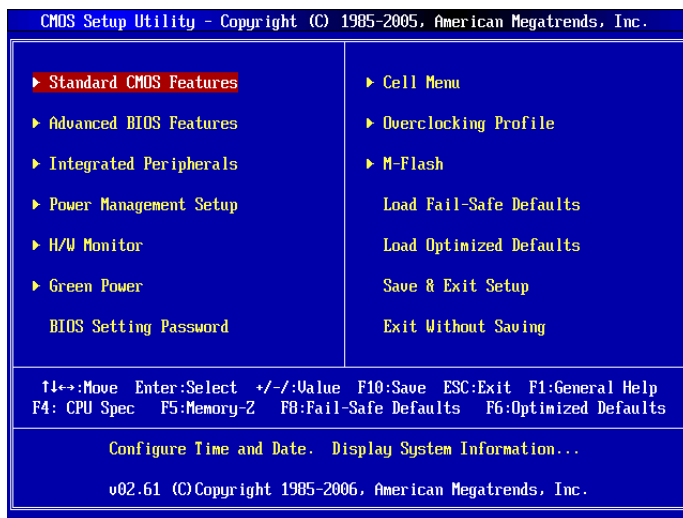 CMOS Setup Utility - Copyright (C) 1985-2005, American Megatrends, Inc.
▶ Standard CMOS Features
▶ Advanced BIOS Features
▶ Integrated Peripherals
▶ Power Management Setup
▶ H/W Monitor
▶ Green Power
BIOS Setting Password
▶ Cell Menu
▶ Overclocking Profile
▶ M-Flash
Load Fail-Safe Defaults
Load Optimized Defaults
Save & Exit Setup
Exit Without Saving
↑↓←→:Move Enter:Select +/-/:Value F10:Save ESC:Exit F1:General Help
F4: CPU Spec F5:Memory-Z F8:Fail-Safe Defaults F6:Optimized Defaults
Configure Time and Date. Display System Information...
v02.61 (C)Copyright 1985-2006, American Megatrends, Inc.